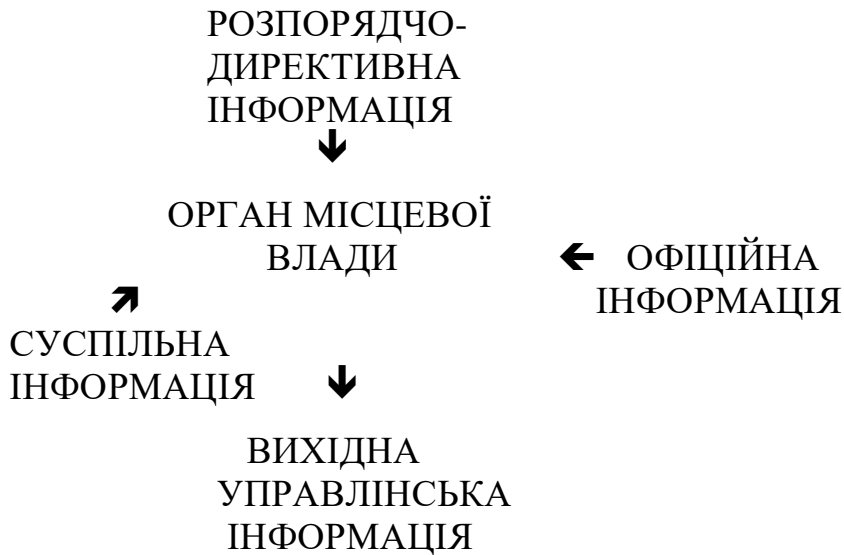 РОЗПОРЯДЧО-
ДИРЕКТИВНА
ІНФОРМАЦІЯ
🡻
ОРГАН МІСЦЕВОЇ
ВЛАДИ 🡸 ОФІЦІЙНА
🡽 ІНФОРМАЦІЯ
СУСПІЛЬНА
ІНФОРМАЦІЯ 🡻
ВИХІДНА
УПРАВЛІНСЬКА
ІНФОРМАЦІЯ